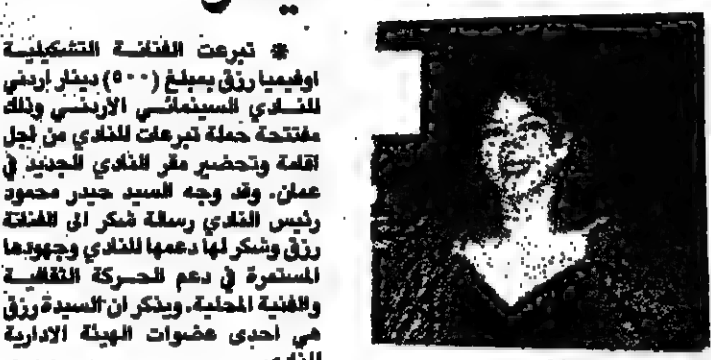 * تبرعت الفنانة التشكيلية
اوفيميا رزق بمبلغ (٥٠٠) دينار اردني
للنادي السينمائي الاردني وذلك
مفتتحة حملة تبرعات للنادي من اجل
اقامة وتحضير مقر للنادي الجديد في
عمان. وقد وجه السيد حيدر محمود
رئيس النادي رسالة شكر الى الفنانة
رزق وشكر لها دعمها للنادي وجهودها
المستمرة في دعم الحركة الثقافية
والفنية المحلية. ويذكر ان السيدة رزق
هي احدى عضوات الهيئة الادارية